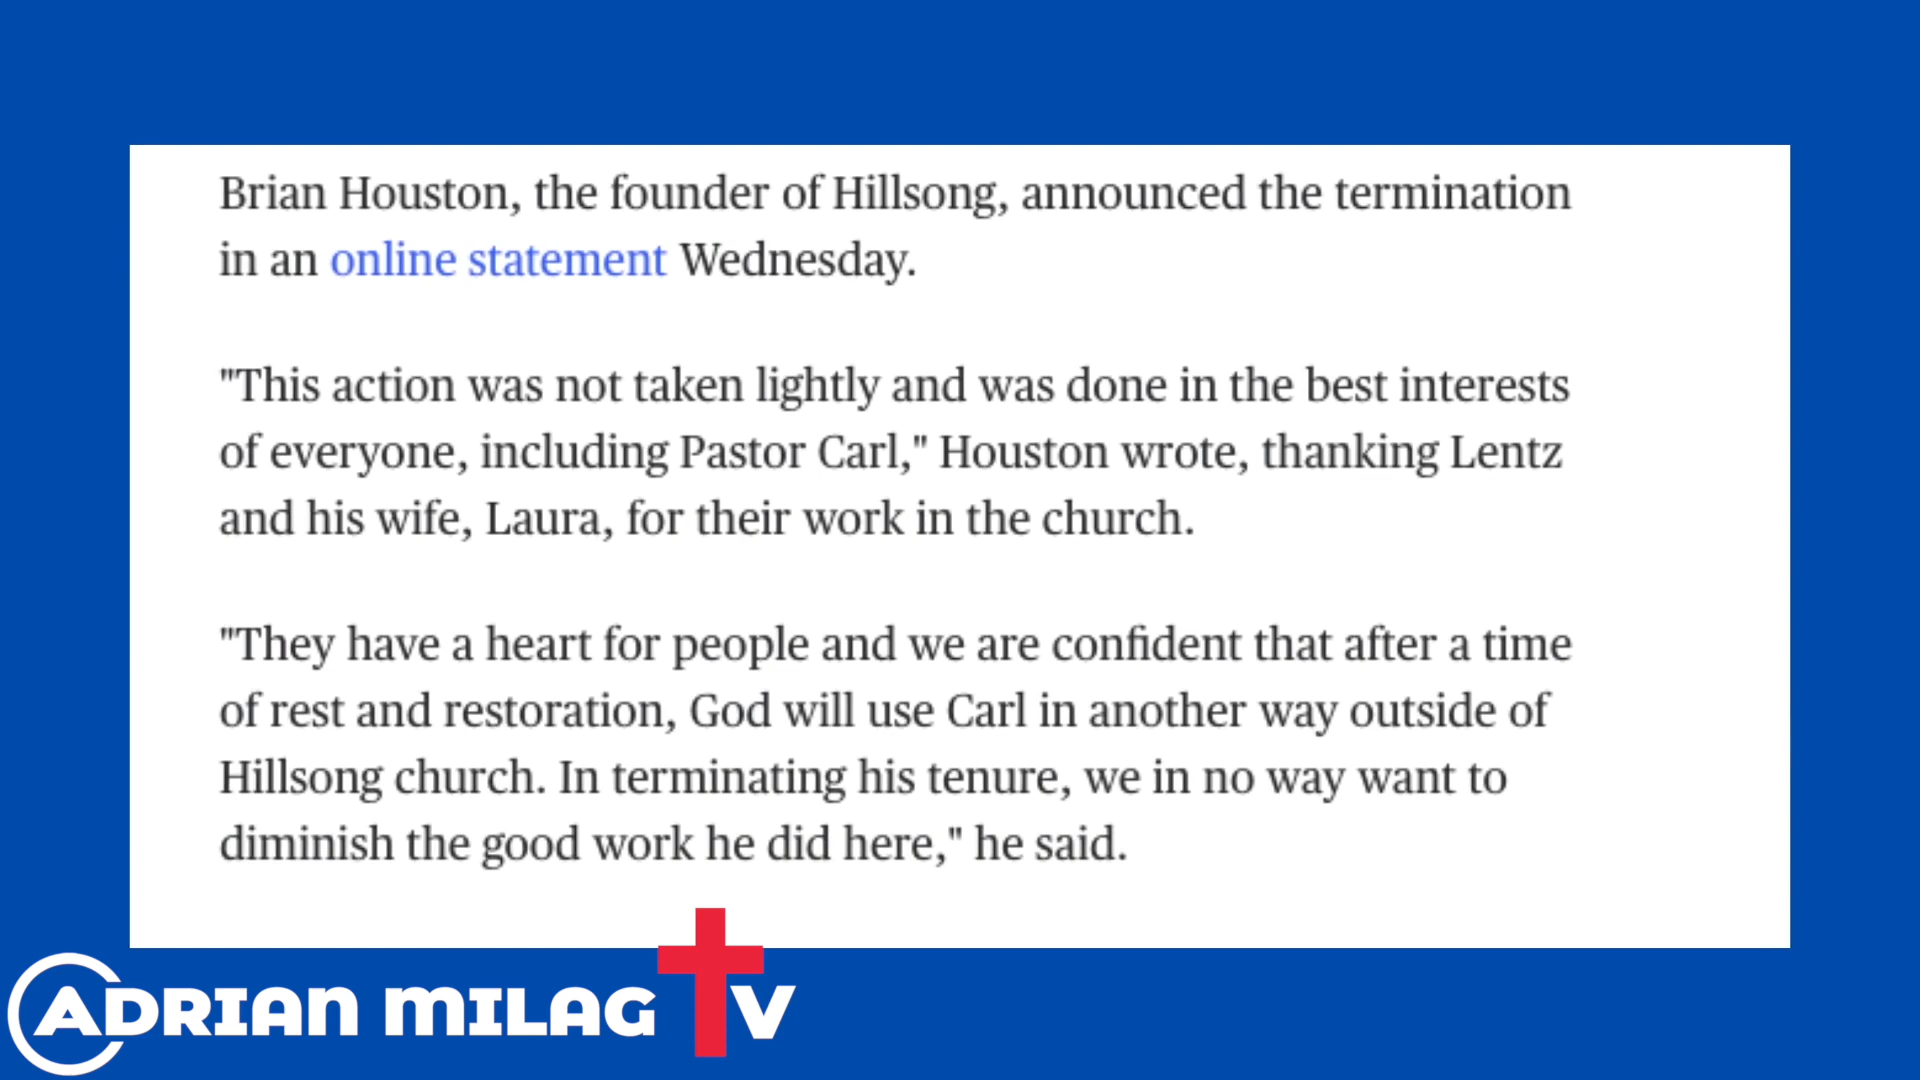 Brian Houston, the founder of Hillsong, announced the termination
in an online statement Wednesday.
"This action was not taken lightly and was done in the best interests
of everyone, including Pastor Carl," Houston wrote, thanking Lentz
and his wife, Laura, for their work in the church.
"They have a heart for people and we are confident that after a time
of rest and restoration, God will use Carl in another way outside of
Hillsong church. In terminating his tenure, we in no way want to
diminish the good work he did here," he said.
ADRIAN MILAG TV